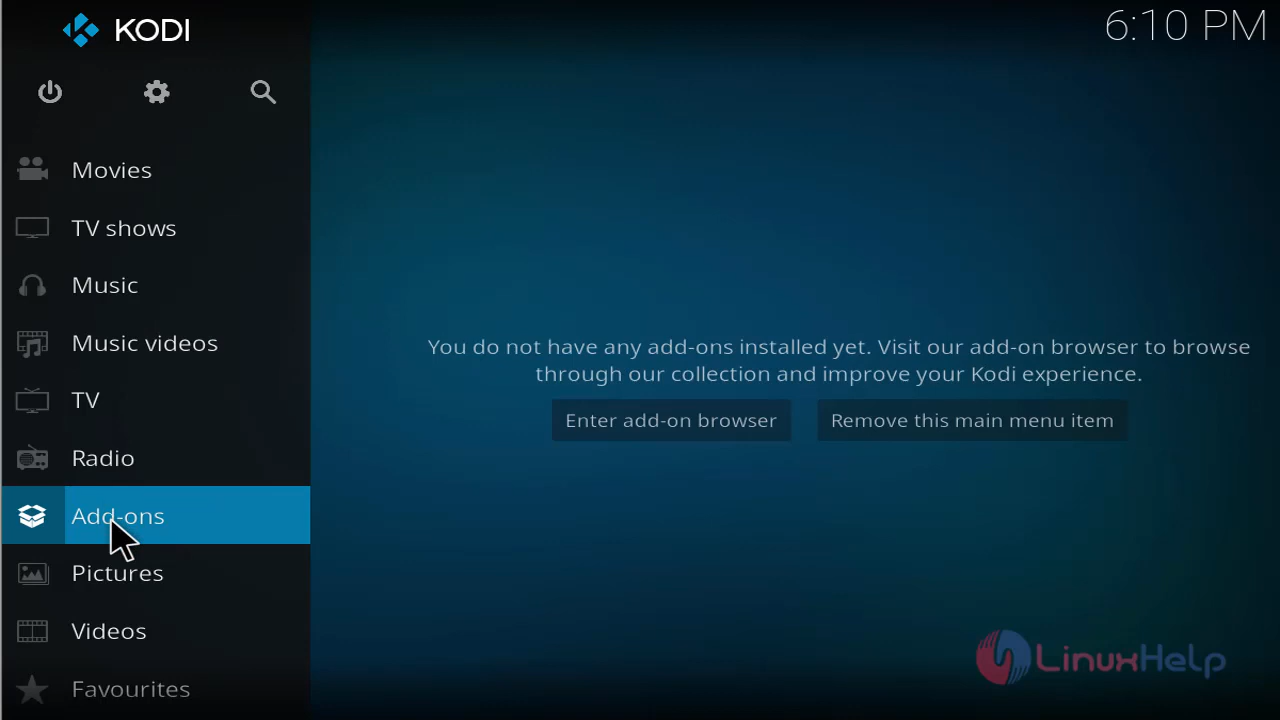 KODI
6:10 PM
Movies
TV shows
Music
Music videos
TV
Radio
Add-ons
Pictures
Videos
Favourites
You do not have any add-ons installed yet. Visit our add-on browser to browse
through our collection and improve your Kodi experience.
Enter add-on browser
Remove this main menu item
LinuxHelp